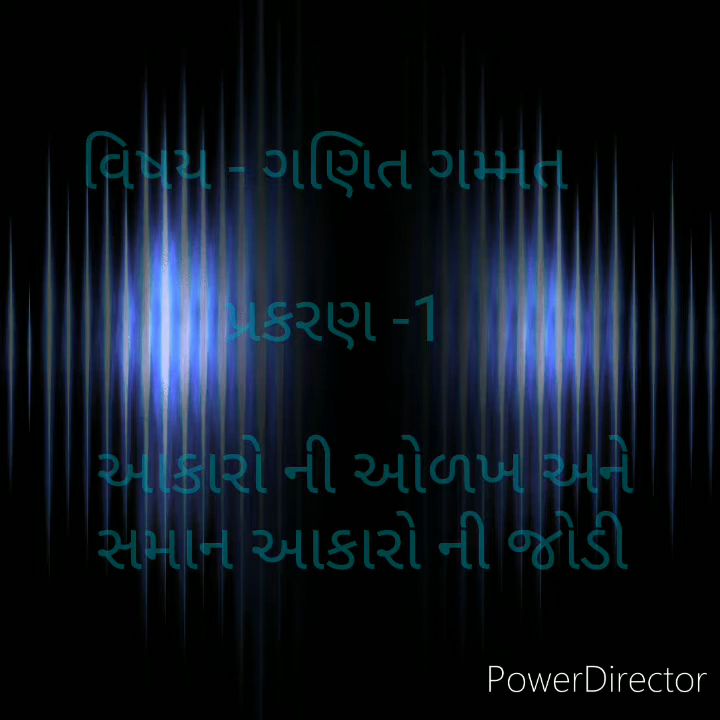 વિષય - ગણિત ગમ્મત
પ્રકરણ -1
આકારો ની ઓળખ અને
સમાન આકારો ની જોડી
PowerDirector